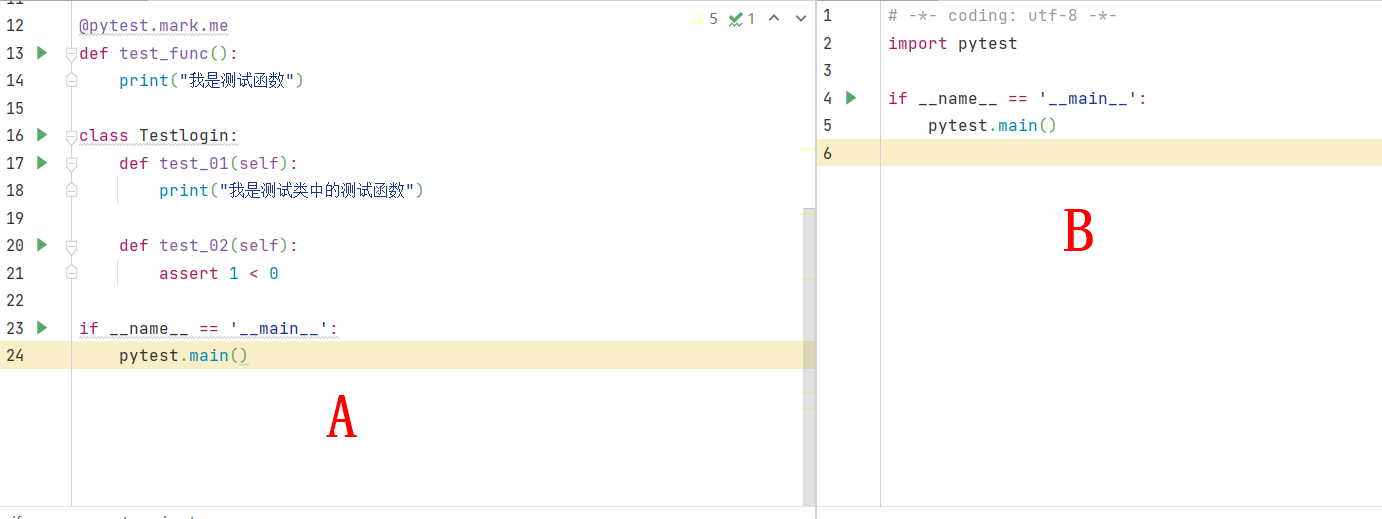 12 @pytest.mark.me
13 def test_func():
14 print("我是测试函数")
15
16 class Testlogin:
17 def test_01(self):
18 print("我是测试类中的测试函数")
19
20 def test_02(self):
21 assert 1 < 0
22
23 if __name__ == '__main__':
24 pytest.main()
5 1
A
1 # -*- coding: utf-8 -*-
2 import pytest
3
4 if __name__ == '__main__':
5 pytest.main()
6
B